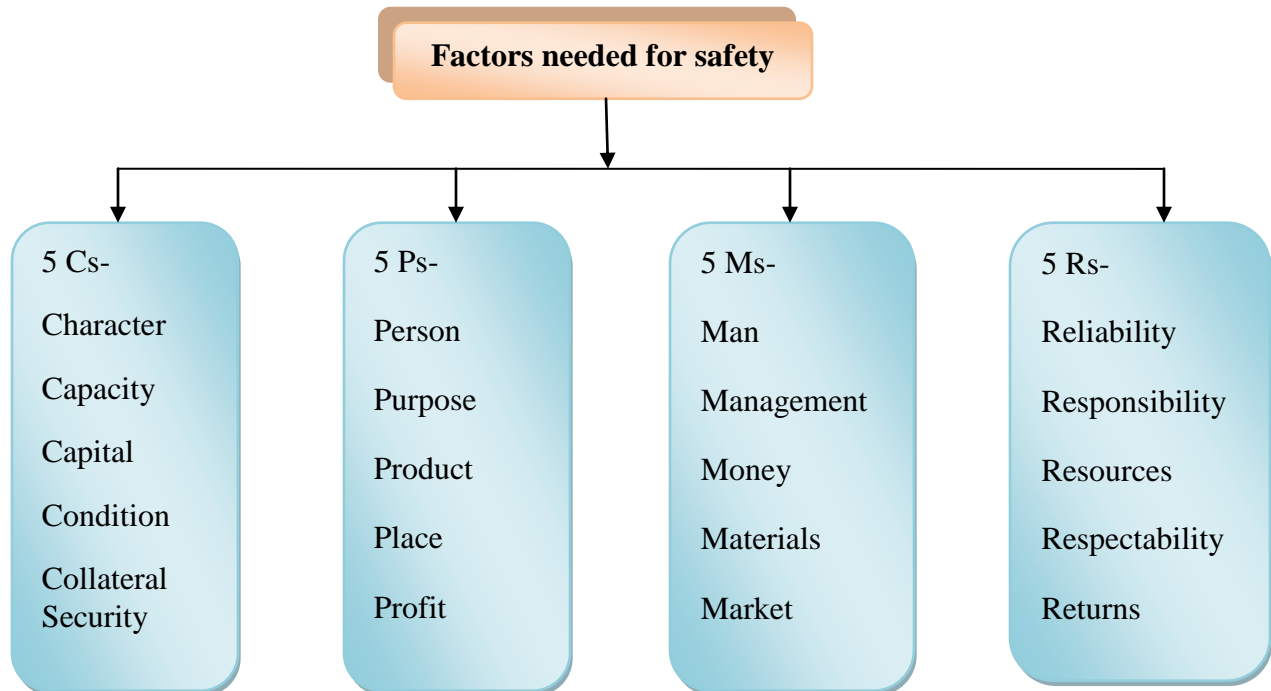 Factors needed for safety
5 Cs-
Character
Capacity
Capital
Condition
Collateral
Security
5 Ps-
Person
Purpose
Product
Place
Profit
5 Ms-
Man
Management
Money
Materials
Market
5 Rs-
Reliability
Responsibility
Resources
Respectability
Returns